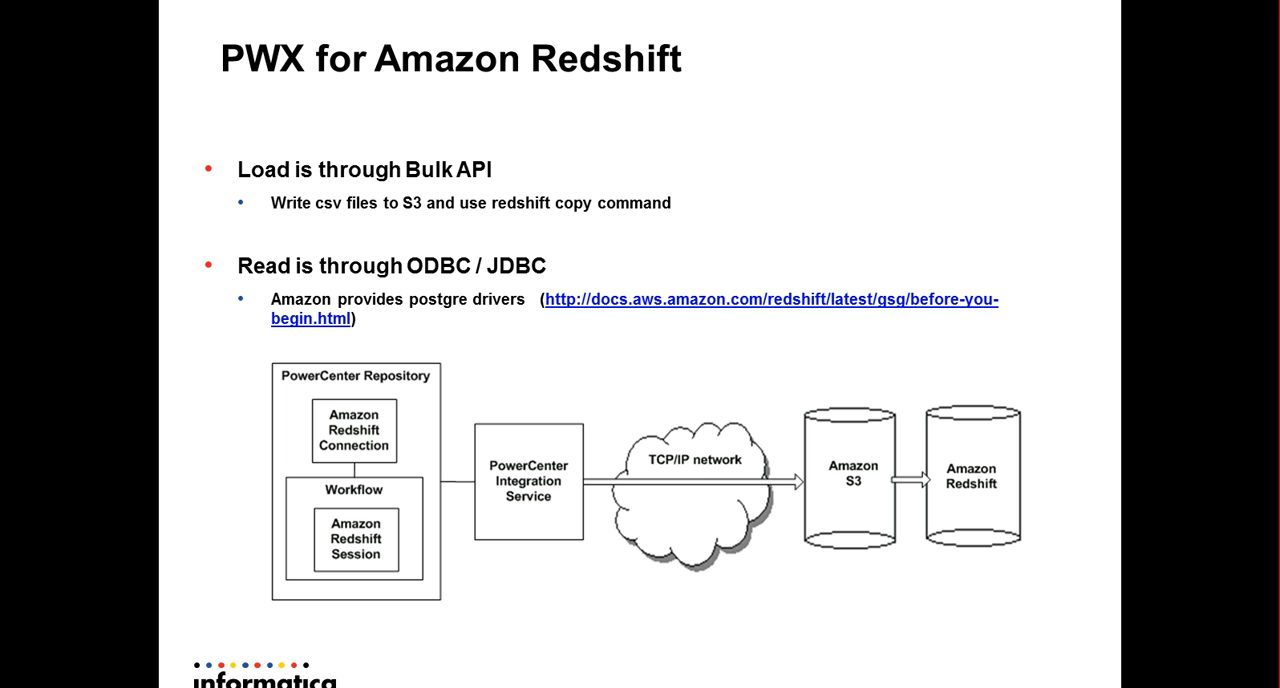 PWX for Amazon Redshift
Load is through Bulk API
Write csv files to S3 and use redshift copy command
Read is through ODBC / JDBC
Amazon provides postgre drivers (http://docs.aws.amazon.com/redshift/latest/gsg/before-you-
begin.html)
PowerCenter Repository
Amazon
Redshift
Connection
Workflow
Amazon
Redshift
Session
PowerCenter
Integration
Service
TCP/IP network
Amazon
S3
Amazon
Redshift
informatica